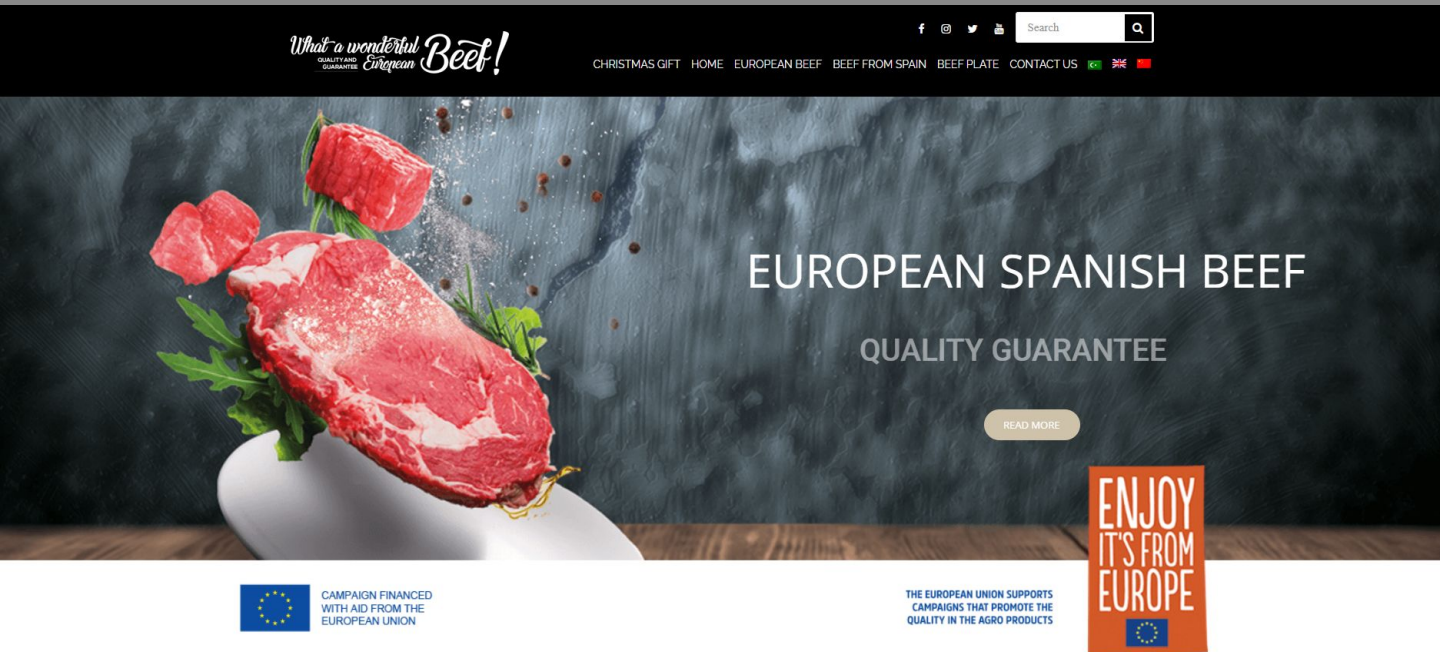 What a wonderful
QUALITY AND
GUARANTEE
European
Beef!
Search
CHRISTMAS GIFT HOME EUROPEAN BEEF BEEF FROM SPAIN BEEF PLATE CONTACT US
EUROPEAN SPANISH BEEF
QUALITY GUARANTEE
READ MORE
CAMPAIGN FINANCED
WITH AID FROM THE
EUROPEAN UNION
THE EUROPEAN UNION SUPPORTS
CAMPAIGNS THAT PROMOTE THE
QUALITY IN THE AGRO PRODUCTS
ENJOY
IT'S FROM
EUROPE